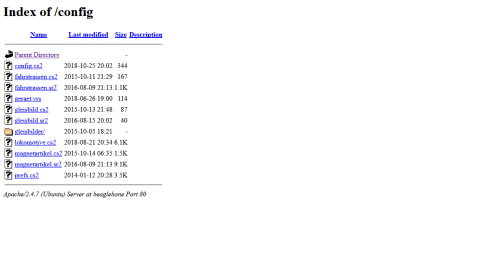 Index of /config
Name Last modified Size Description
Parent Directory -
config.cs2 2018-10-25 20:02 344
fahrstrassen.cs2 2015-10-11 21:29 167
fahrstrassen.sr2 2016-08-09 21:13 1.1K
geraet.vrs 2018-06-26 19:00 114
gleisbild.cs2 2015-10-13 21:48 87
gleisbild.sr2 2016-08-15 20:02 40
gleisbilder/ 2015-10-05 18:21 -
lokomotive.cs2 2018-08-21 20:34 6.1K
magnetartikel.cs2 2015-10-14 06:35 1.5K
magnetartikel.sr2 2016-08-09 21:13 9.1K
prefs.cs2 2014-01-12 20:28 3.5K
Apache/2.4.7 (Ubuntu) Server at beaglebone Port 80